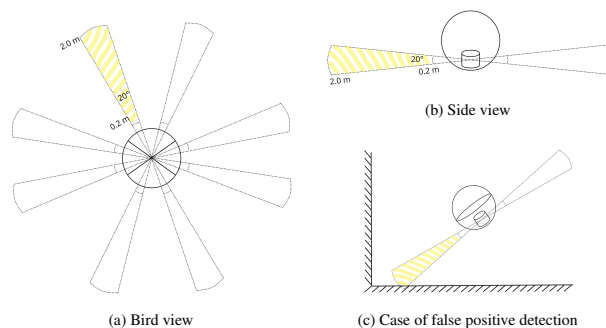 2.0 m
20°
0.2 m
(a) Bird view
20°
0.2 m
2.0 m
(b) Side view
(c) Case of false positive detection